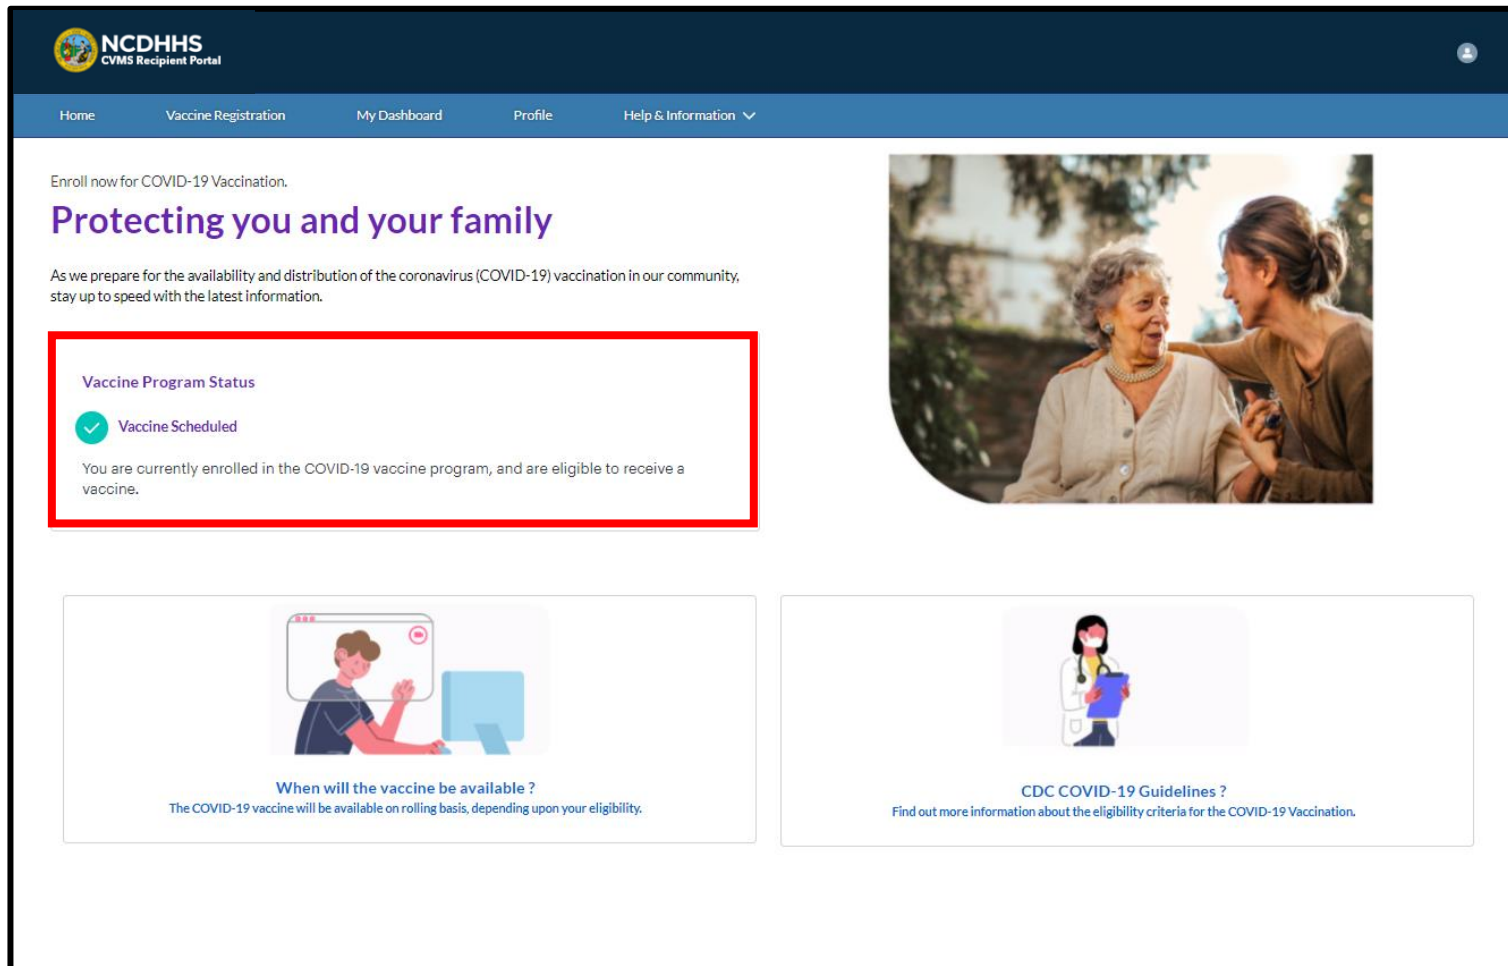 NCDHHS
CVMS Recipient Portal
Home Vaccine Registration My Dashboard Profile Help & Information
Enroll now for COVID-19 Vaccination.
Protecting you and your family
As we prepare for the availability and distribution of the coronavirus (COVID-19) vaccination in our community,
stay up to speed with the latest information.
Vaccine Program Status
Vaccine Scheduled
You are currently enrolled in the COVID-19 vaccine program, and are eligible to receive a
vaccine.
When will the vaccine be available ?
The COVID-19 vaccine will be available on rolling basis, depending upon your eligibility.
CDC COVID-19 Guidelines ?
Find out more information about the eligibility criteria for the COVID-19 Vaccination.